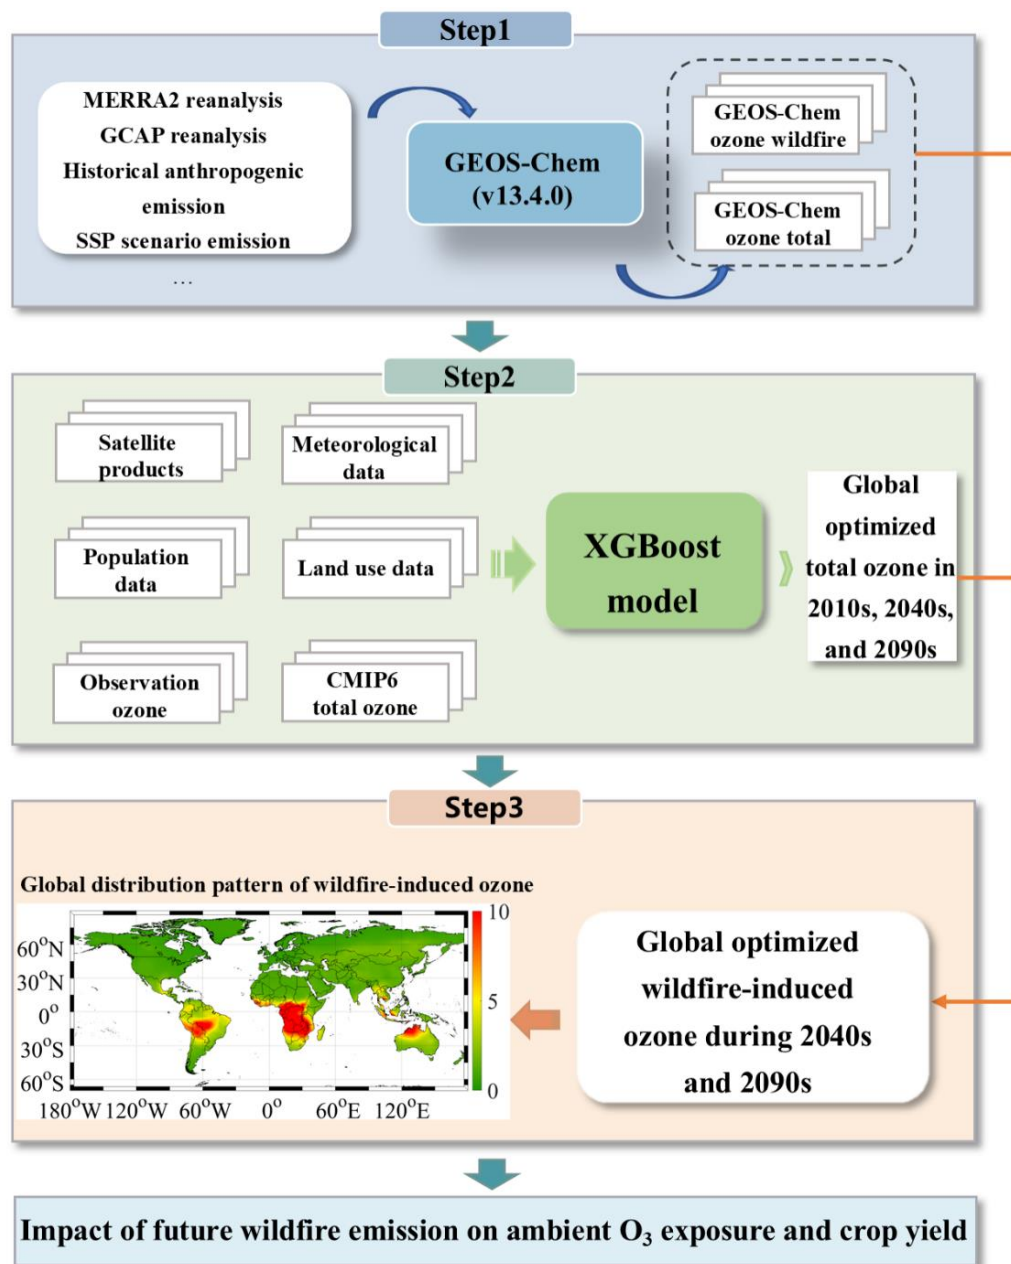 Step1
MERRA2 reanalysis
GCAP reanalysis
Historical anthropogenic
emission
SSP scenario emission
...
GEOS-Chem
(v13.4.0)
GEOS-Chem
ozone wildfire
GEOS-Chem
ozone total
Step2
Satellite
products
Meteorological
data
Population
data
Land use data
Observation
ozone
CMIP6
total ozone
XGBoost
model
Global
optimized
total ozone in
2010s, 2040s,
and 2090s
Step3
Global distribution pattern of wildfire-induced ozone
60°N
30°N
0°
30°S
60°S
180°W 120°W 60°W 0° 60°E 120°E
10
5
0
Global optimized
wildfire-induced
ozone during 2040s
and 2090s
Impact of future wildfire emission on ambient O₃ exposure and crop yield